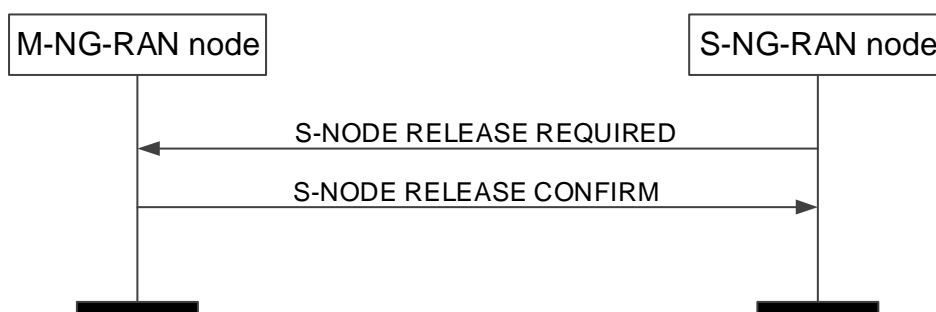 M-NG-RAN node
S-NG-RAN node
S-NODE RELEASE REQUIRED
S-NODE RELEASE CONFIRM